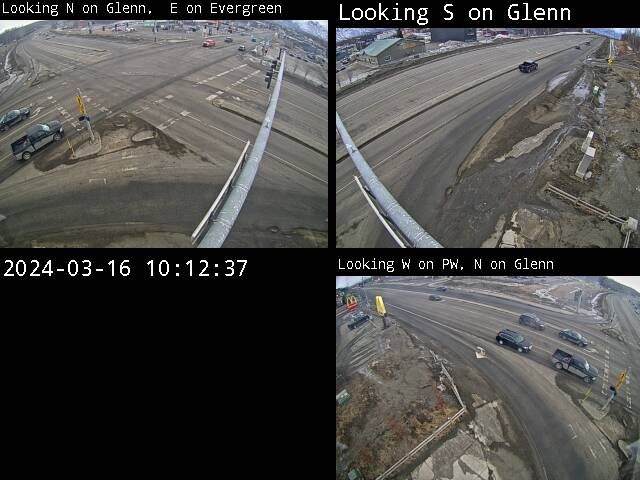 Looking N on Glenn,  E on Evergreen
Looking S on Glenn
2024-03-16 10:12:37
Looking W on PW, N on Glenn